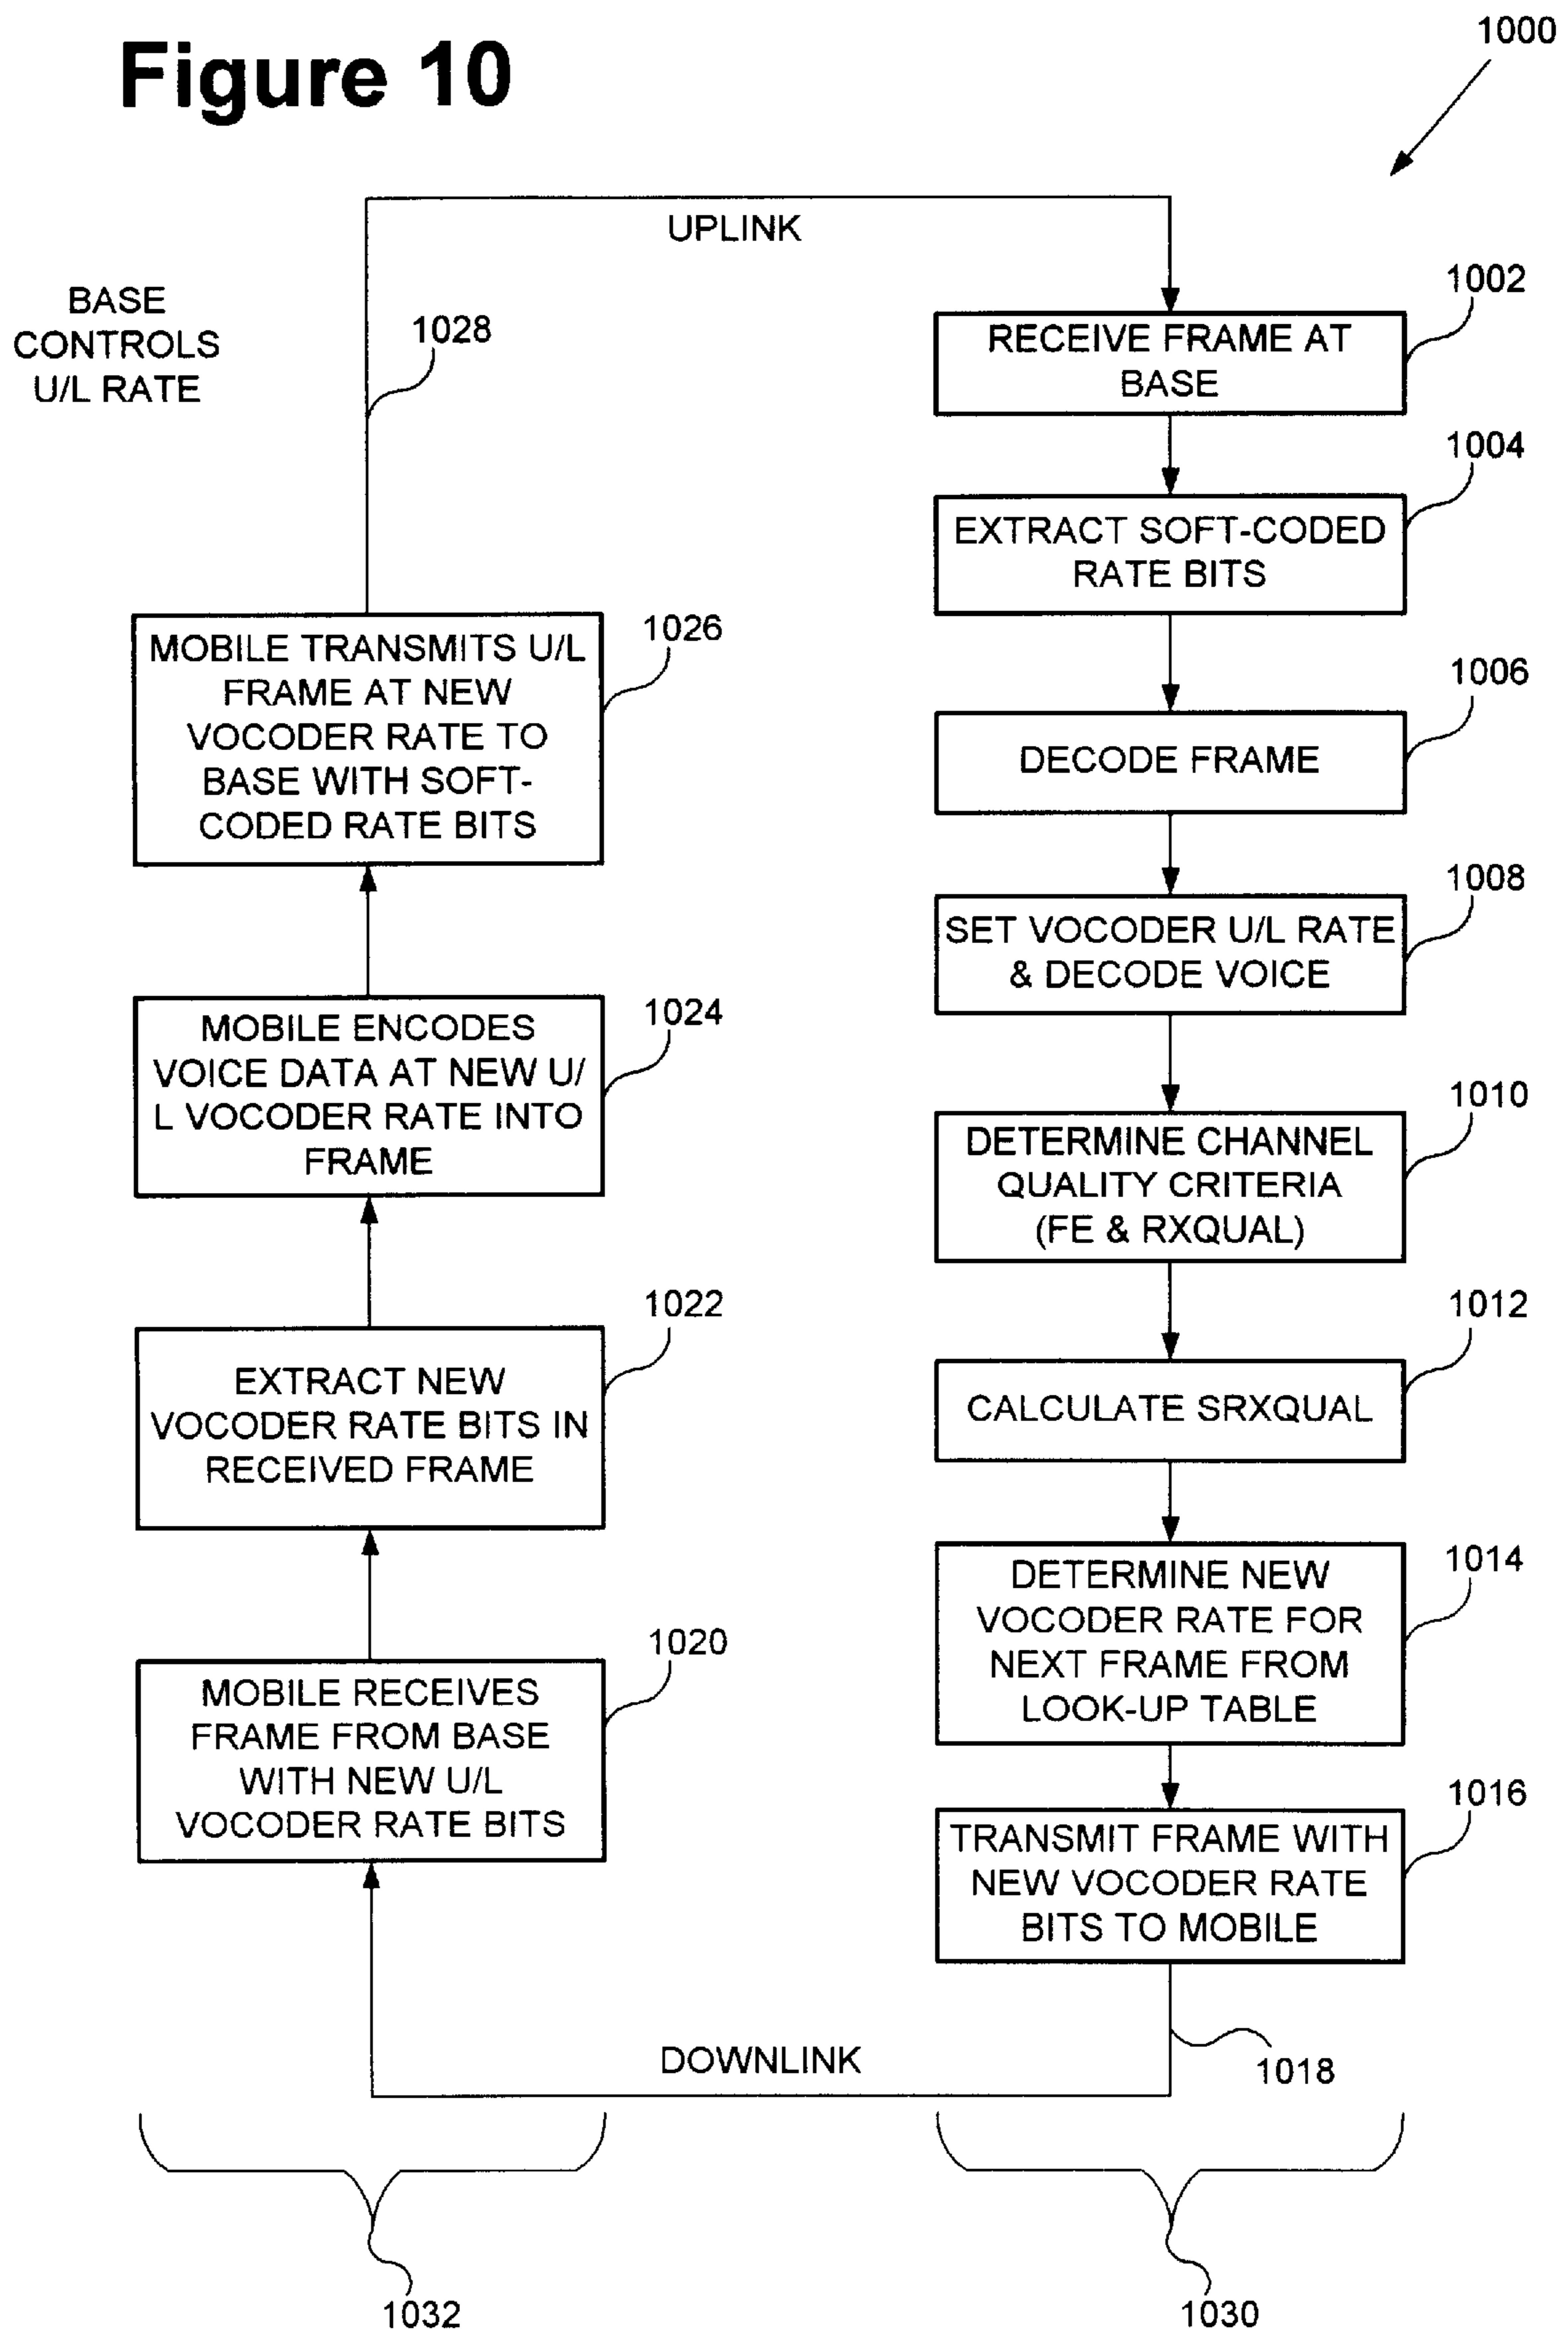 Figure 10
1000
UPLINK
BASE
CONTROLS
U/L RATE
1028
1002
RECEIVE FRAME AT
BASE
1004
EXTRACT SOFT-CODED
RATE BITS
1006
DECODE FRAME
1008
SET VOCODER U/L RATE
& DECODE VOICE
1010
DETERMINE CHANNEL
QUALITY CRITERIA
(FE & RXQUAL)
1012
CALCULATE SRXQUAL
1014
DETERMINE NEW
VOCODER RATE FOR
NEXT FRAME FROM
LOOK-UP TABLE
1016
TRANSMIT FRAME WITH
NEW VOCODER RATE
BITS TO MOBILE
1018
DOWNLINK
1020
MOBILE RECEIVES
FRAME FROM BASE
WITH NEW U/L
VOCODER RATE BITS
1022
EXTRACT NEW
VOCODER RATE BITS IN
RECEIVED FRAME
1024
MOBILE ENCODES
VOICE DATA AT NEW U/
L VOCODER RATE INTO
FRAME
1026
MOBILE TRANSMITS U/L
FRAME AT NEW
VOCODER RATE TO
BASE WITH SOFT-
CODED RATE BITS
1032
1030